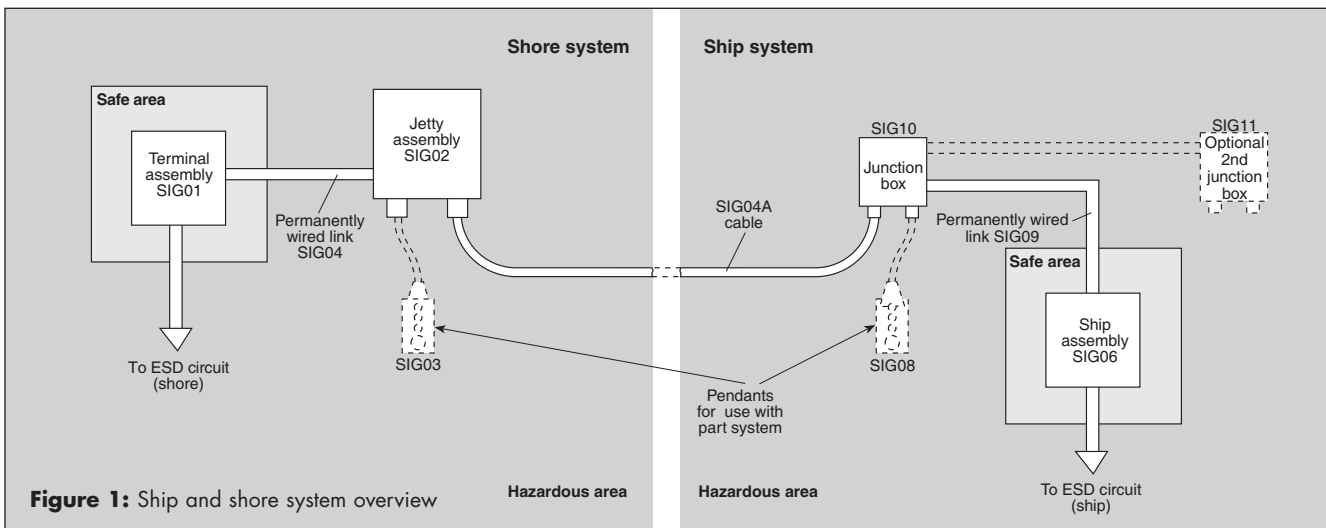 Shore system
Ship system
Safe area
Terminal
assembly
SIG01
Permanently
wired link
SIG04
Jetty
assembly
SIG02
To ESD circuit
(shore)
SIG03
SIG04A
cable
Pendants
for use with
part system
SIG08
SIG10
Junction
box
SIG11
Optional
2nd
junction
box
Permanently wired
link SIG09
Safe area
Ship
assembly
SIG06
To ESD circuit
(ship)
Figure 1: Ship and shore system overview
Hazardous area
Hazardous area